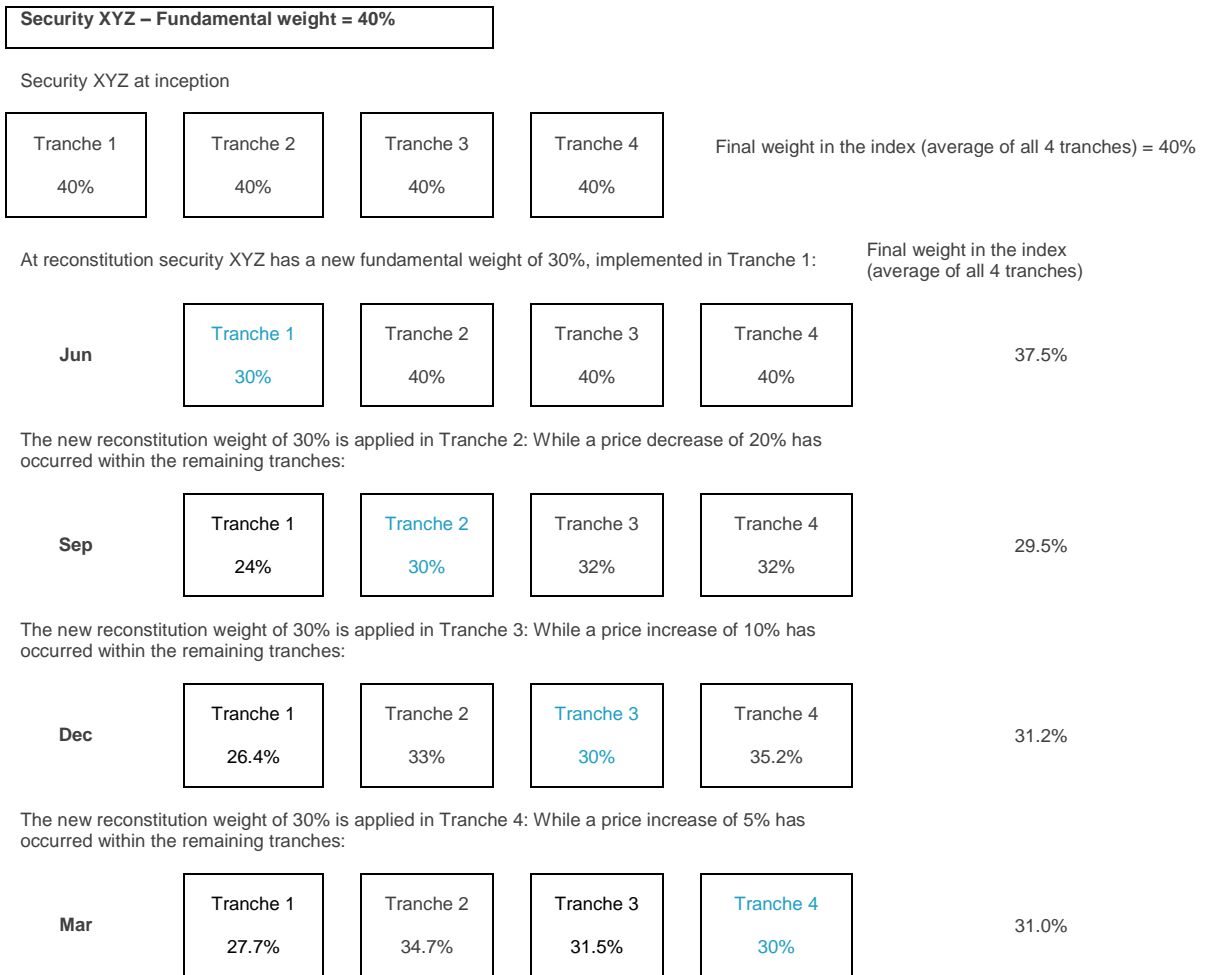 Security XYZ – Fundamental weight = 40%
Security XYZ at inception
Tranche 1
40%
Tranche 2
40%
Tranche 3
40%
Tranche 4
40%
Final weight in the index (average of all 4 tranches) = 40%
At reconstitution security XYZ has a new fundamental weight of 30%, implemented in Tranche 1:
Final weight in the index
(average of all 4 tranches)
Jun
Tranche 1
30%
Tranche 2
40%
Tranche 3
40%
Tranche 4
40%
37.5%
The new reconstitution weight of 30% is applied in Tranche 2: While a price decrease of 20% has
occurred within the remaining tranches:
Sep
Tranche 1
24%
Tranche 2
30%
Tranche 3
32%
Tranche 4
32%
29.5%
The new reconstitution weight of 30% is applied in Tranche 3: While a price increase of 10% has
occurred within the remaining tranches:
Dec
Tranche 1
26.4%
Tranche 2
33%
Tranche 3
30%
Tranche 4
35.2%
31.2%
The new reconstitution weight of 30% is applied in Tranche 4: While a price increase of 5% has
occurred within the remaining tranches:
Mar
Tranche 1
27.7%
Tranche 2
34.7%
Tranche 3
31.5%
Tranche 4
30%
31.0%